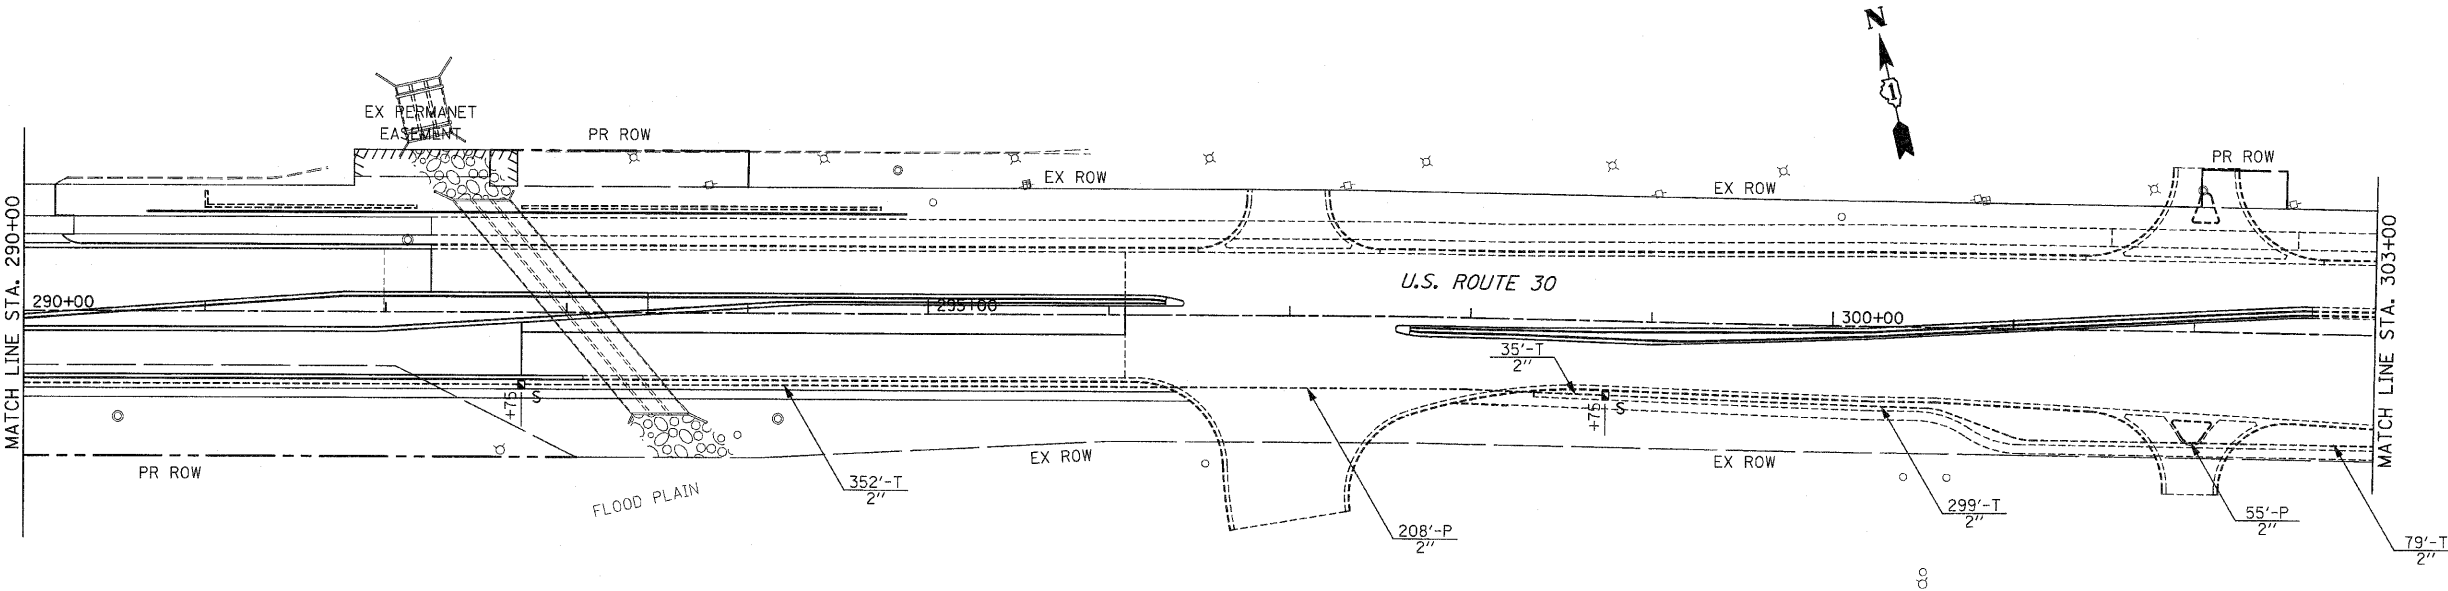 N
1
EX PERMANET
EASEMENT
PR ROW
EX ROW
EX ROW
PR ROW
MATCH LINE STA. 290+00
290+00
295+00
U.S. ROUTE 30
300+00
MATCH LINE STA. 303+00
35'-T
2"
+75
S
+75
S
PR ROW
FLOOD PLAIN
352'-T
2"
EX ROW
208'-P
2"
EX ROW
299'-T
2"
55'-P
2"
79'-T
2"